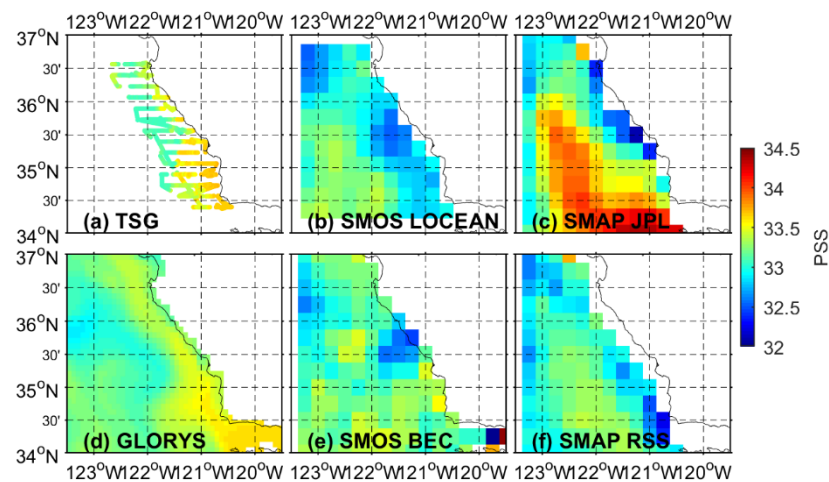 123°W122°W121°W120°W 123°W122°W121°W120°W 123°W122°W121°W120°W
37°N
30'
36°N
30'
35°N
30'
34°N
(a) TSG
(b) SMOS LOCEAN
(c) SMAP JPL
37°N
30'
36°N
30'
35°N
30'
34°N
(d) GLORYS
(e) SMOS BEC
(f) SMAP RSS
123°W122°W121°W120°W 123°W122°W121°W120°W 123°W122°W121°W120°W
34.5
34
33.5
33
32.5
32
PSS